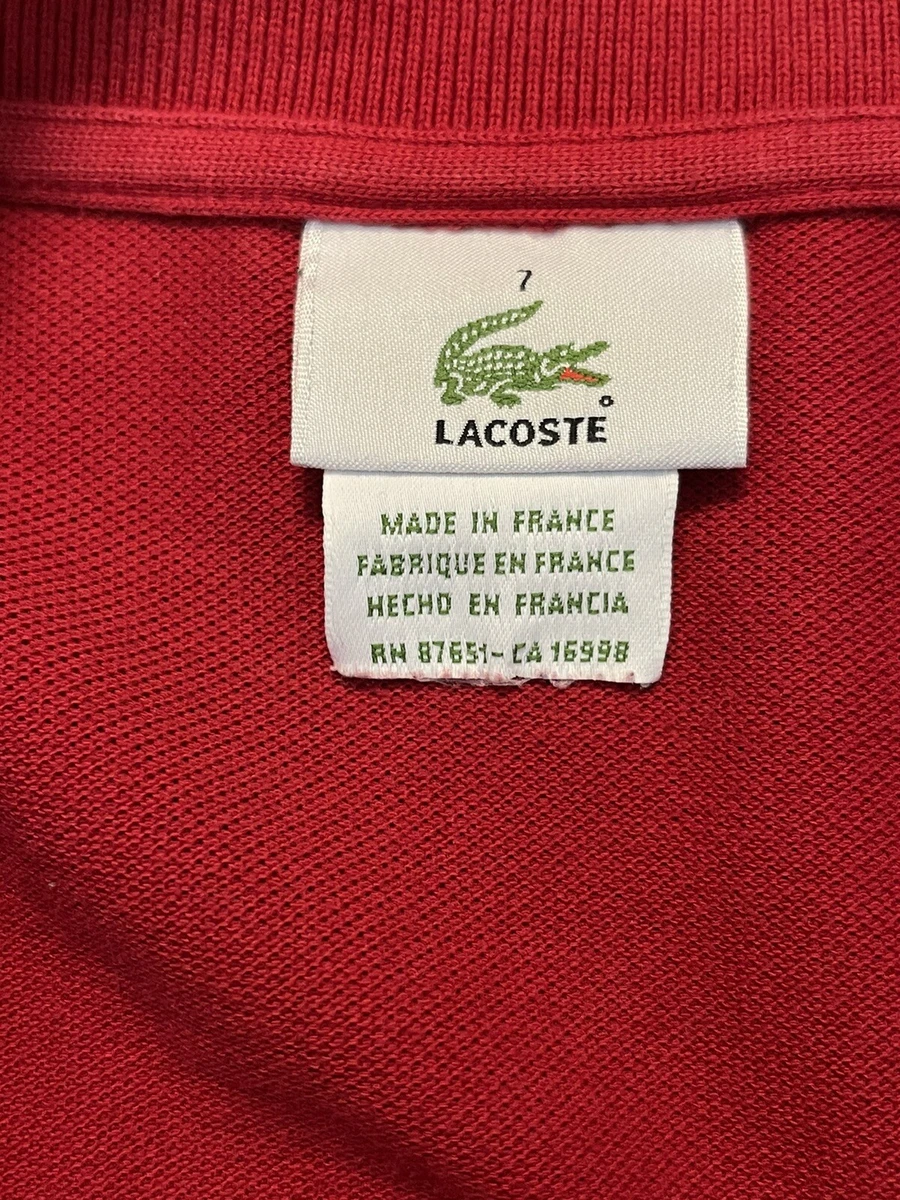 7
LACOSTE
MADE IN FRANCE
FABRIQUE EN FRANCE
HECHO EN FRANCIA
RN 87651-CA 16998